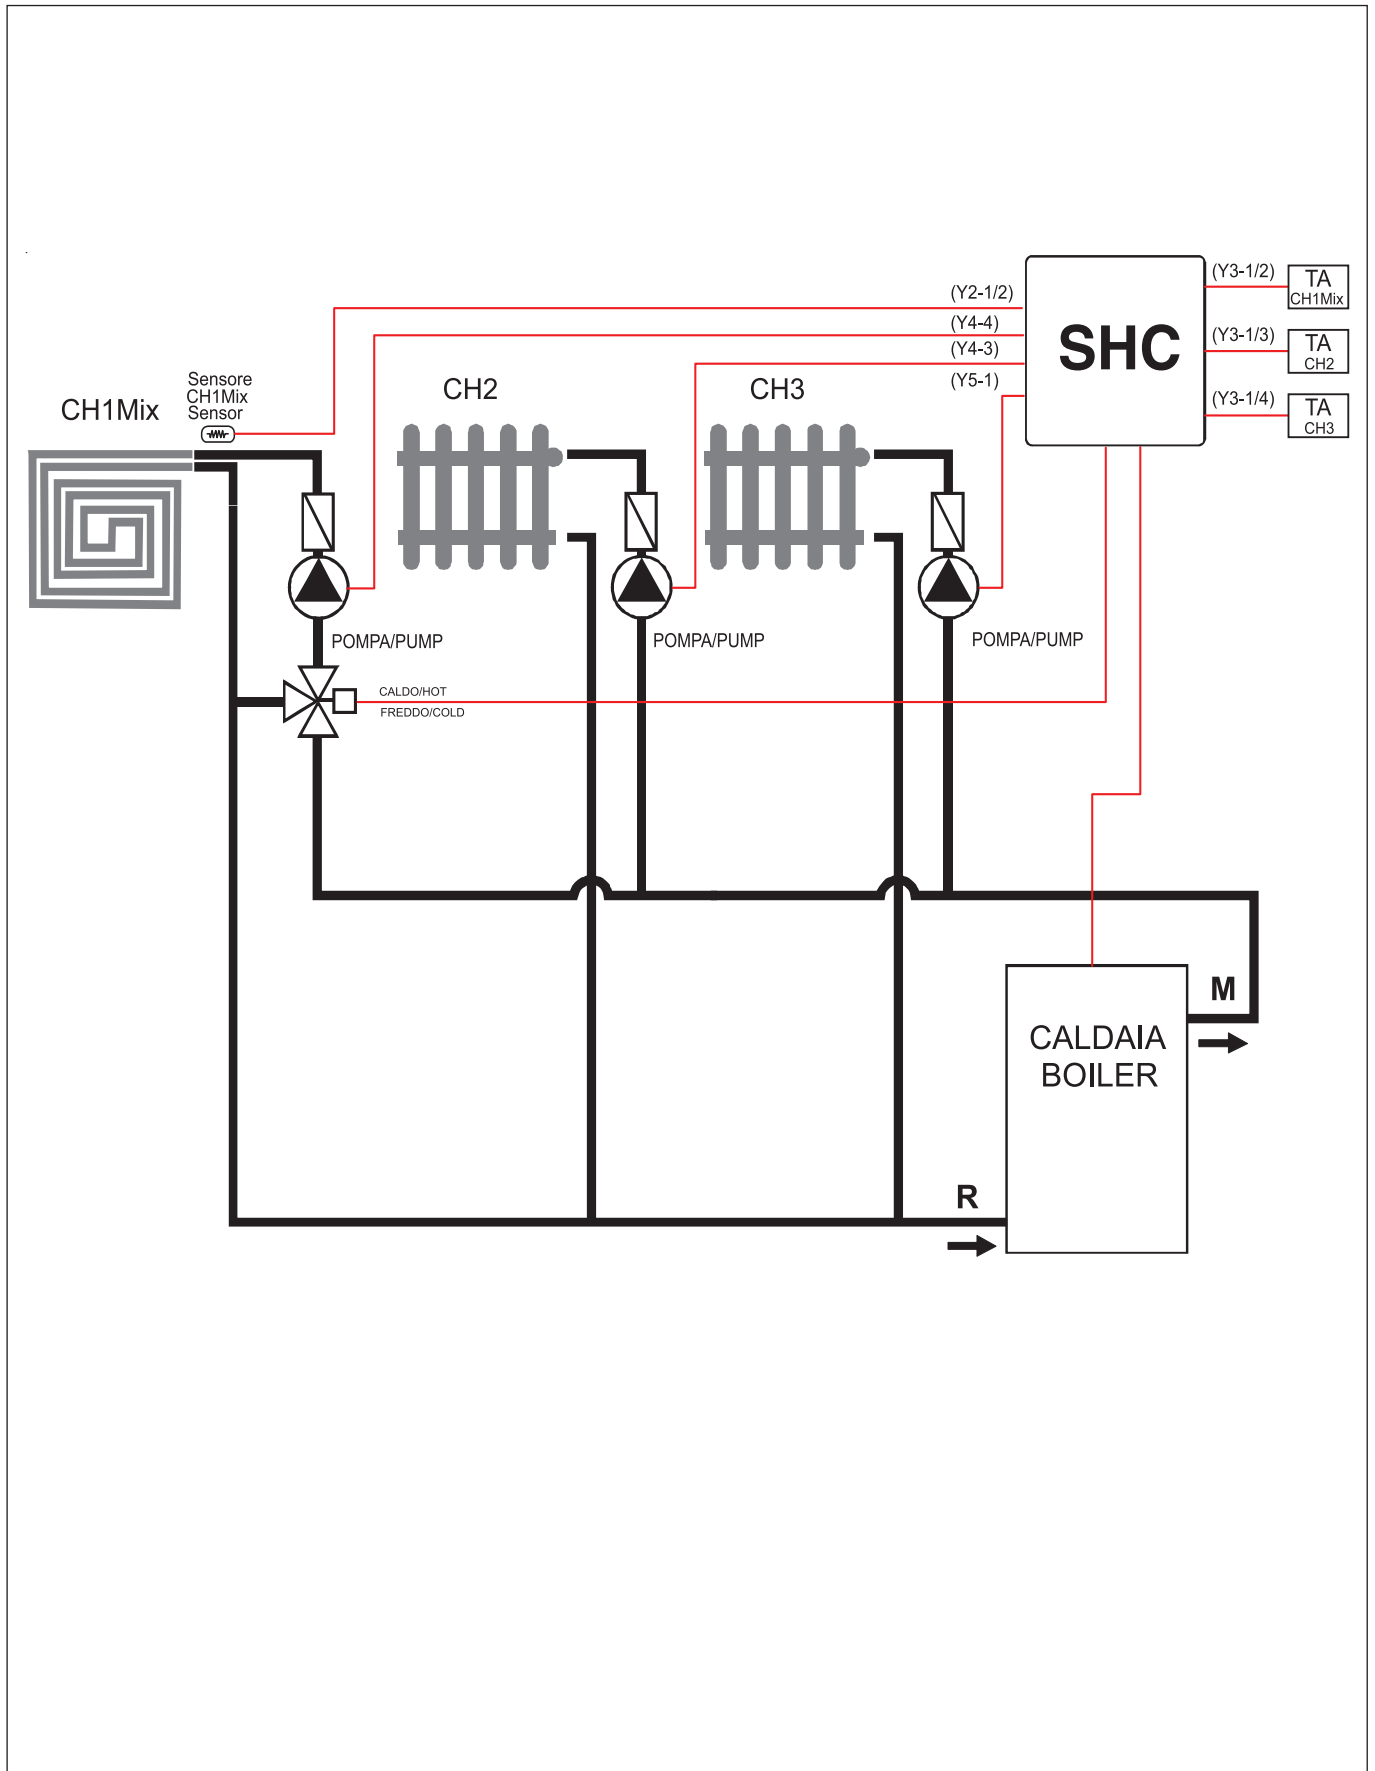 (Y3-1/2)
TA
CH1Mix
(Y2-1/2)
(Y4-4)
(Y4-3)
(Y5-1)
SHC
(Y3-1/3)
TA
CH2
(Y3-1/4)
TA
CH3
Sensore
CH1Mix
Sensor
CH1Mix
CH2
CH3
POMPA/PUMP
POMPA/PUMP
POMPA/PUMP
CALDO/HOT
FREDDO/COLD
M
CALDAIA
BOILER
R